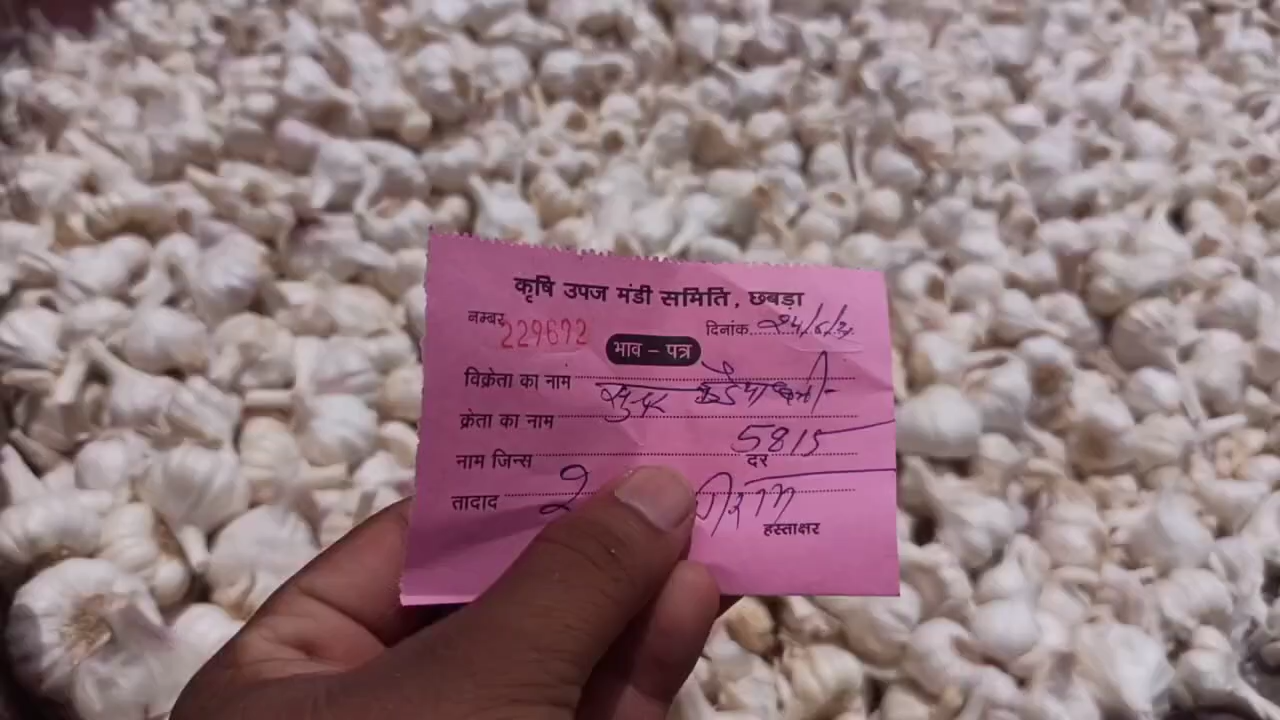 कृषि उपज मंडी समिति, छबड़ा
नम्बर 229672 दिनांक
भाव - पत्र
विक्रेता का नाम
क्रेता का नाम
नाम जिन्स दर 5815
तादाद
हस्ताक्षर